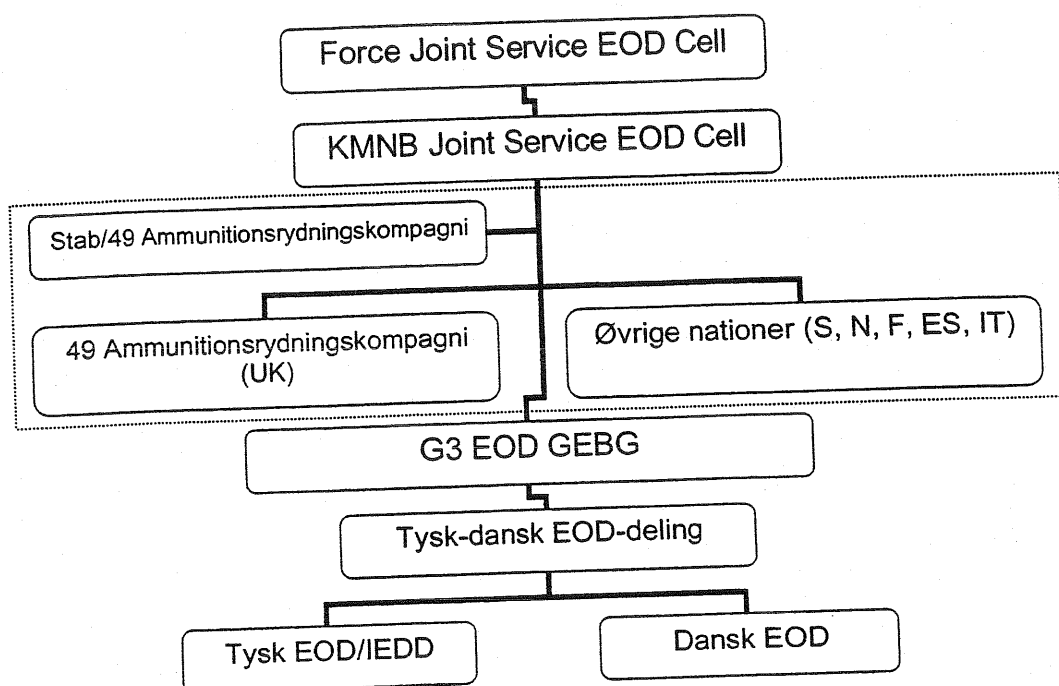 Force Joint Service EOD Cell
KMNB Joint Service EOD Cell
Stab/49 Ammunitionsrydningskompagni
49 Ammunitionsrydningskompagni
(UK)
Øvrige nationer (S, N, F, ES, IT)
G3 EOD GEBG
Tysk-dansk EOD-deling
Tysk EOD/IEDD
Dansk EOD